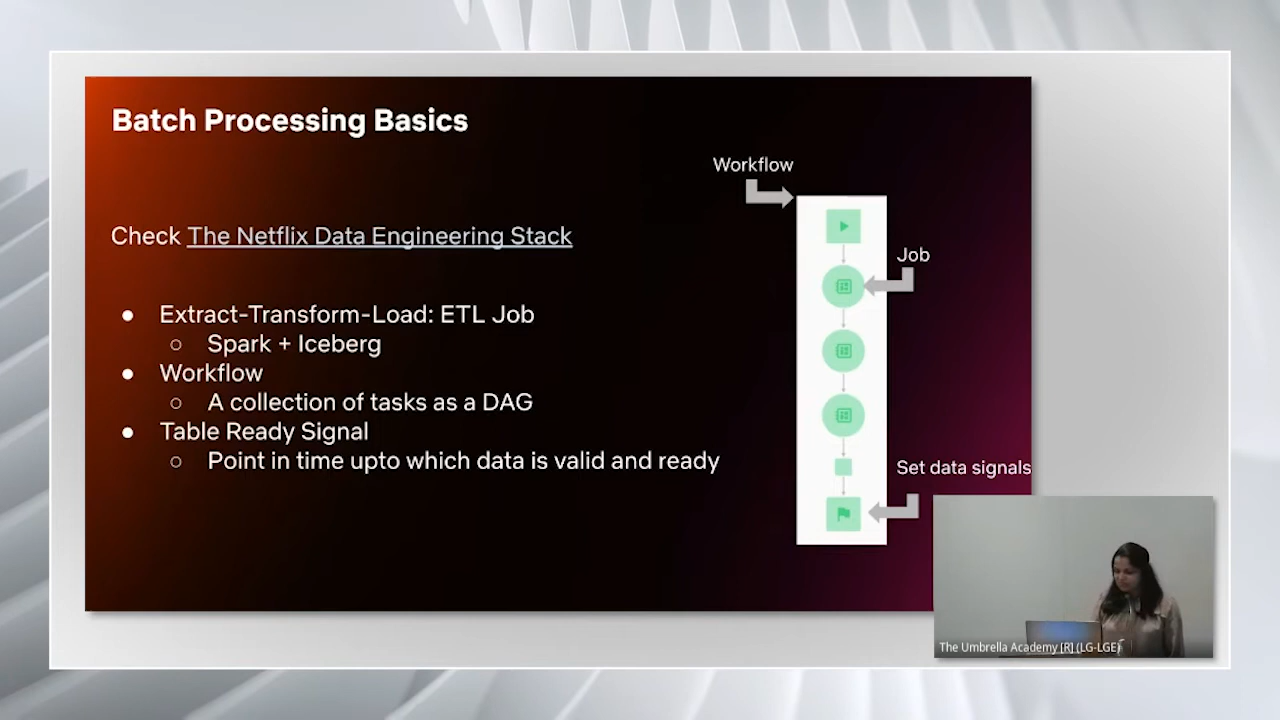 Batch Processing Basics
Workflow
Check The Netflix Data Engineering Stack
Job
● Extract-Transform-Load: ETL Job
○ Spark + Iceberg
● Workflow
○ A collection of tasks as a DAG
● Table Ready Signal
○ Point in time upto which data is valid and ready
Set data signals
The Umbrella Academy [R] (LG-LGE)